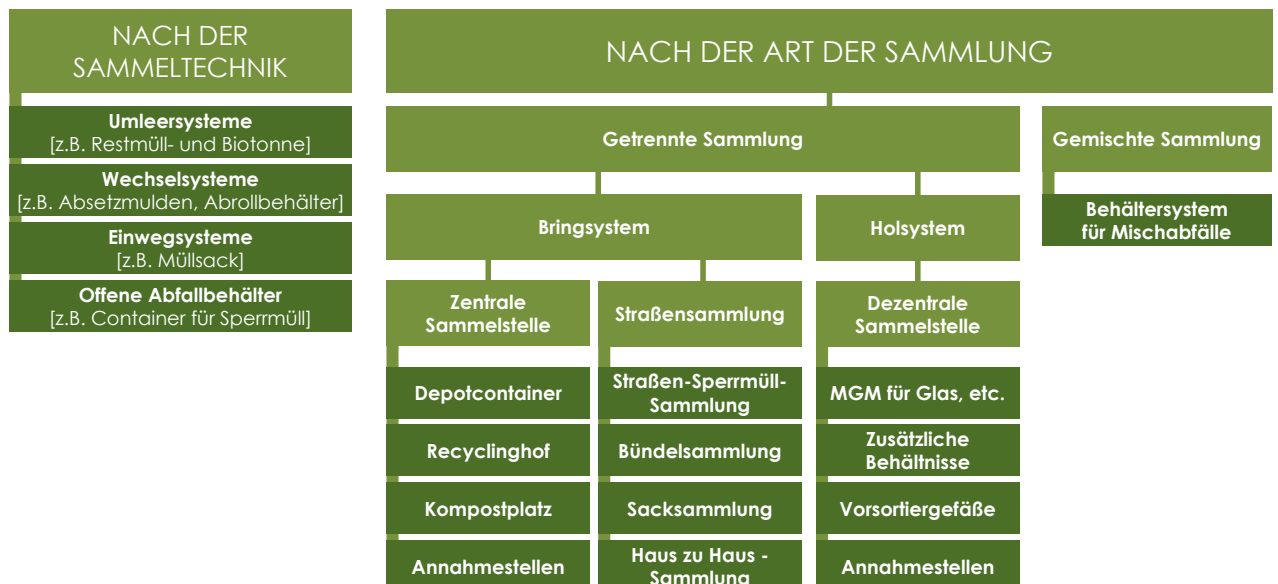 NACH DER
SAMMELTECHNIK
Umleersysteme
[z.B. Restmüll- und Biotonne]
Wechselsysteme
[z.B. Absetzmulden, Abrollbehälter]
Einwegsysteme
[z.B. Müllsack]
Offene Abfallbehälter
[z.B. Container für Sperrmüll]
NACH DER ART DER SAMMLUNG
Getrennte Sammlung
Bringsystem
Zentrale
Sammelstelle
Depotcontainer
Recyclinghof
Kompostplatz
Annahmestellen
Straßensammlung
Straßen-Sperrmüll-
Sammlung
Bündelsammlung
Sacksammlung
Haus zu Haus -
Sammlung
Holsystem
Dezentrale
Sammelstelle
MGM für Glas, etc.
Zusätzliche
Behältnisse
Vorsortiergefäße
Annahmestellen
Gemischte Sammlung
Behältersystem
für Mischabfälle